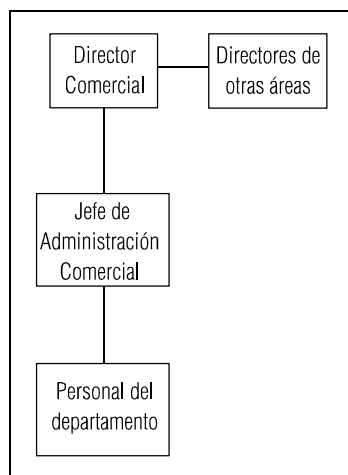 Director
Comercial
Directores de
otras áreas
Jefe de
Administración
Comercial
Personal del
departamento